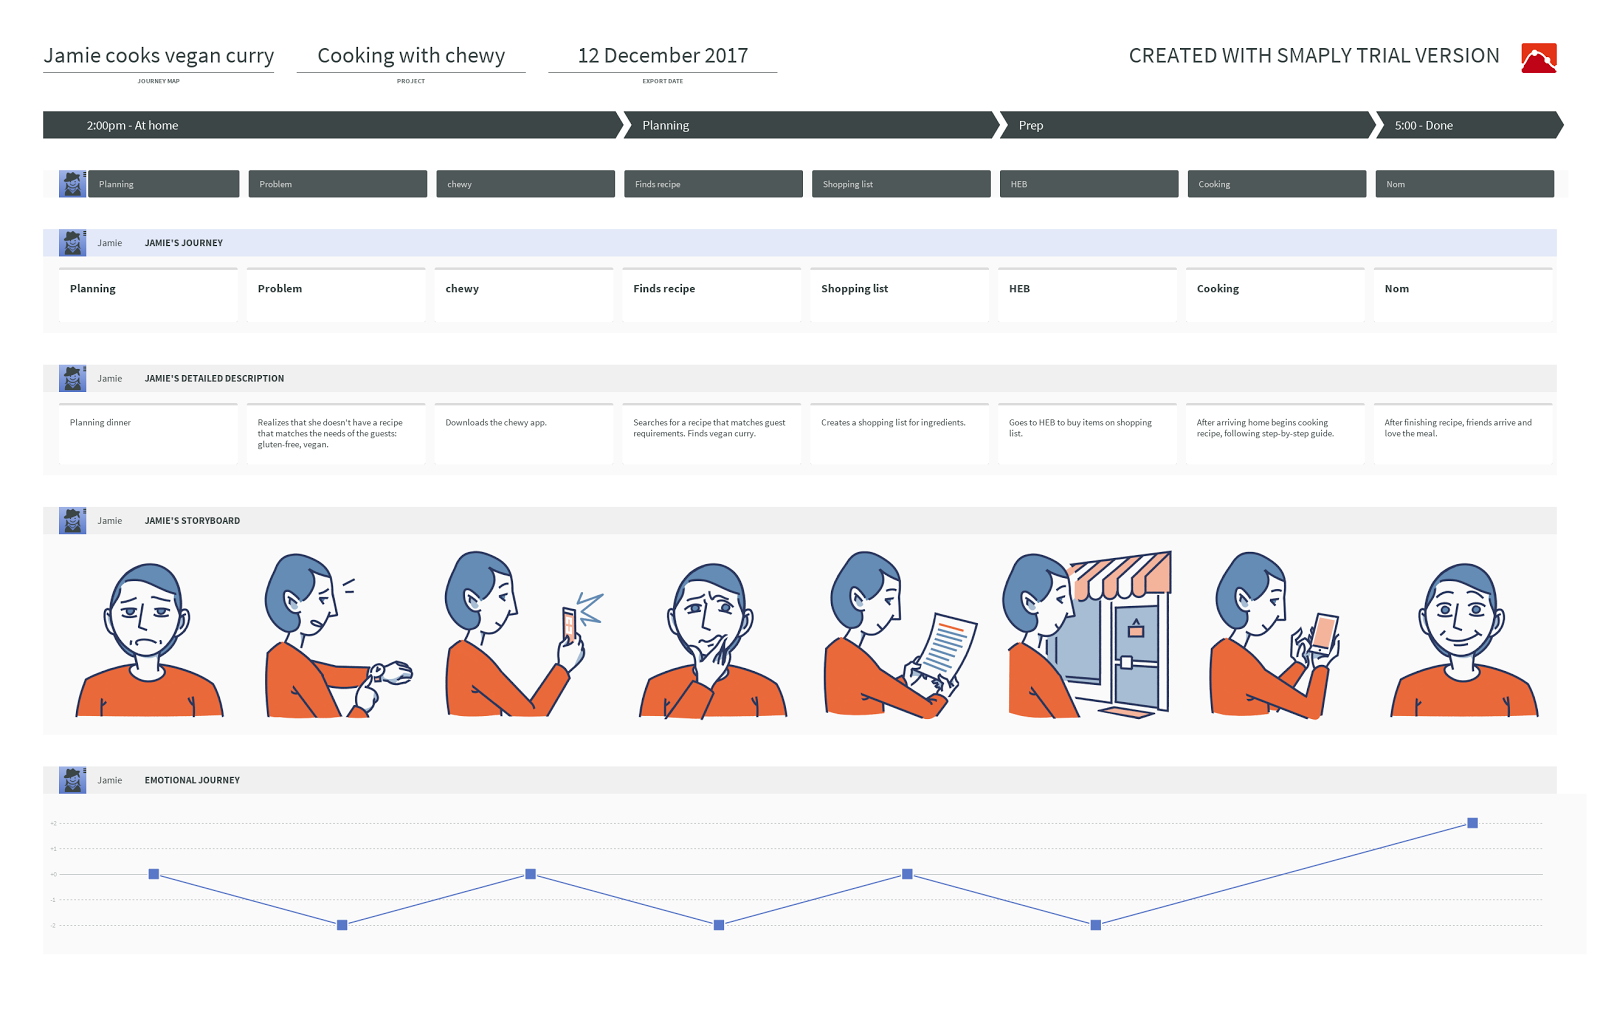 Jamie cooks vegan curry
JOURNEY MAP
Cooking with chewy
PROJECT
12 December 2017
EXPORT DATE
CREATED WITH SMAPLY TRIAL VERSION
2:00pm - At home
Planning
Prep
5:00 - Done
Planning
Problem
chewy
Finds recipe
Shopping list
HEB
Cooking
Nom
Jamie
JAMIE'S JOURNEY
Planning
Problem
chewy
Finds recipe
Shopping list
HEB
Cooking
Nom
Jamie
JAMIE'S DETAILED DESCRIPTION
Planning dinner
Realizes that she doesn't have a recipe
that matches the needs of the guests:
gluten-free, vegan.
Downloads the chewy app.
Searches for a recipe that matches guest
requirements. Finds vegan curry.
Creates a shopping list for ingredients.
Goes to HEB to buy items on shopping
list.
After arriving home begins cooking
recipe, following step-by-step guide.
After finishing recipe, friends arrive and
love the meal.
Jamie
JAMIE'S STORYBOARD
Jamie
EMOTIONAL JOURNEY
+2
+1
+0
-1
-2